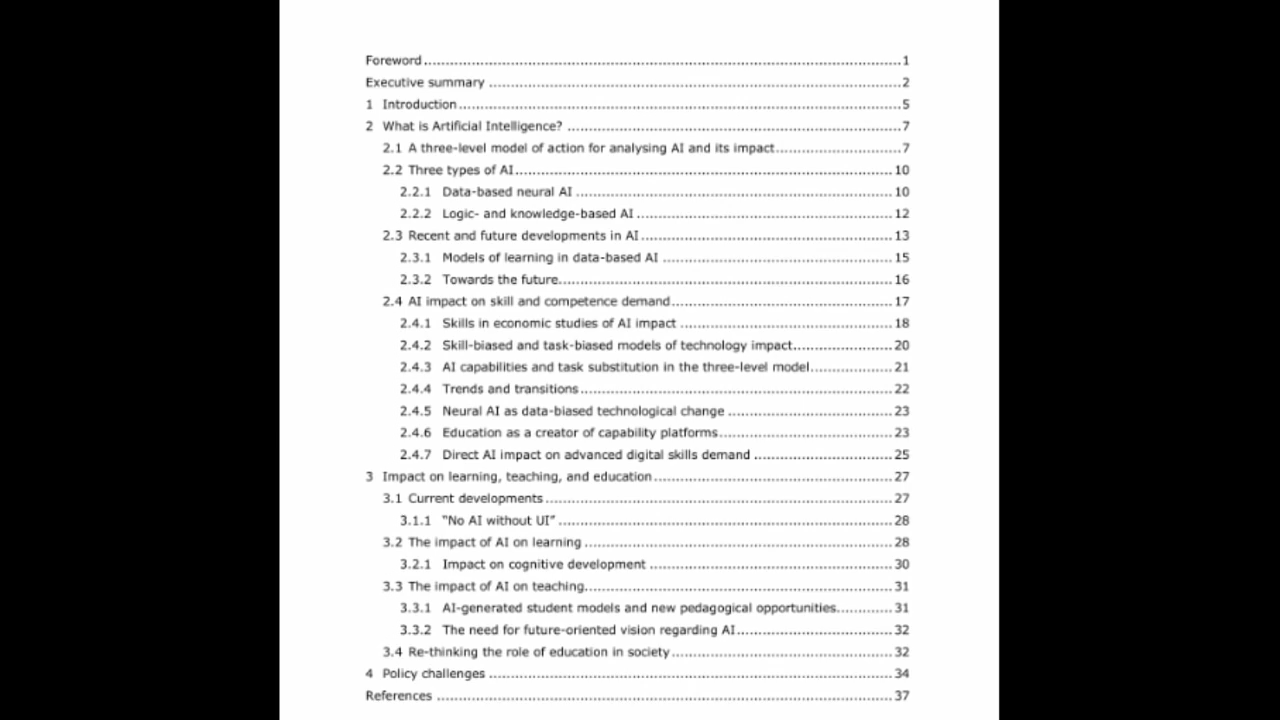 Foreword ........ 1
Executive summary ........ 2
1 Introduction ........ 5
2 What is Artificial Intelligence? ........ 7
2.1 A three-level model of action for analysing AI and its impact ........ 7
2.2 Three types of AI ........ 10
2.2.1 Data-based neural AI ........ 10
2.2.2 Logic- and knowledge-based AI ........ 12
2.3 Recent and future developments in AI ........ 13
2.3.1 Models of learning in data-based AI ........ 15
2.3.2 Towards the future ........ 16
2.4 AI impact on skill and competence demand ........ 17
2.4.1 Skills in economic studies of AI impact ........ 18
2.4.2 Skill-biased and task-biased models of technology impact ........ 20
2.4.3 AI capabilities and task substitution in the three-level model ........ 21
2.4.4 Trends and transitions ........ 22
2.4.5 Neural AI as data-biased technological change ........ 23
2.4.6 Education as a creator of capability platforms ........ 23
2.4.7 Direct AI impact on advanced digital skills demand ........ 25
3 Impact on learning, teaching, and education ........ 27
3.1 Current developments ........ 27
3.1.1 "No AI without UI" ........ 28
3.2 The impact of AI on learning ........ 28
3.2.1 Impact on cognitive development ........ 30
3.3 The impact of AI on teaching ........ 31
3.3.1 AI-generated student models and new pedagogical opportunities ........ 31
3.3.2 The need for future-oriented vision regarding AI ........ 32
3.4 Re-thinking the role of education in society ........ 32
4 Policy challenges ........ 34
References ........ 37